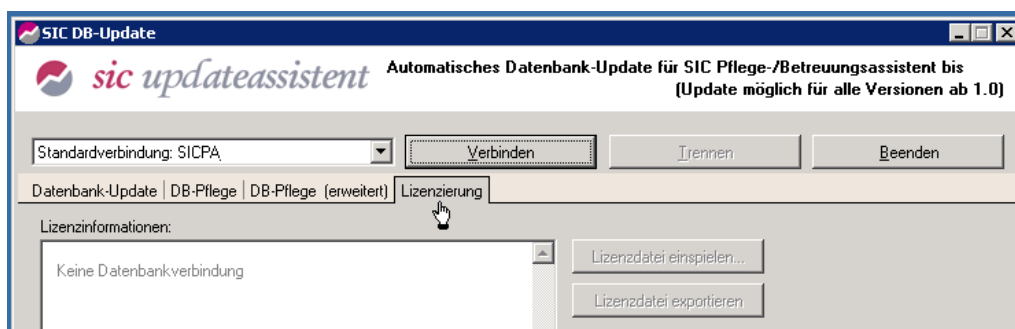 SIC DB-Update
sic updateassistent
Automatisches Datenbank-Update für SIC Pflege-/Betreuungsassistent bis
(Update möglich für alle Versionen ab 1.0)
Standardverbindung: SICPA
Verbinden
Trennen
Beenden
Datenbank-Update | DB-Pflege | DB-Pflege (erweitert) Lizenzierung
Lizenzinformationen:
Keine Datenbankverbindung
Lizenzdatei einspielen...
Lizenzdatei exportieren